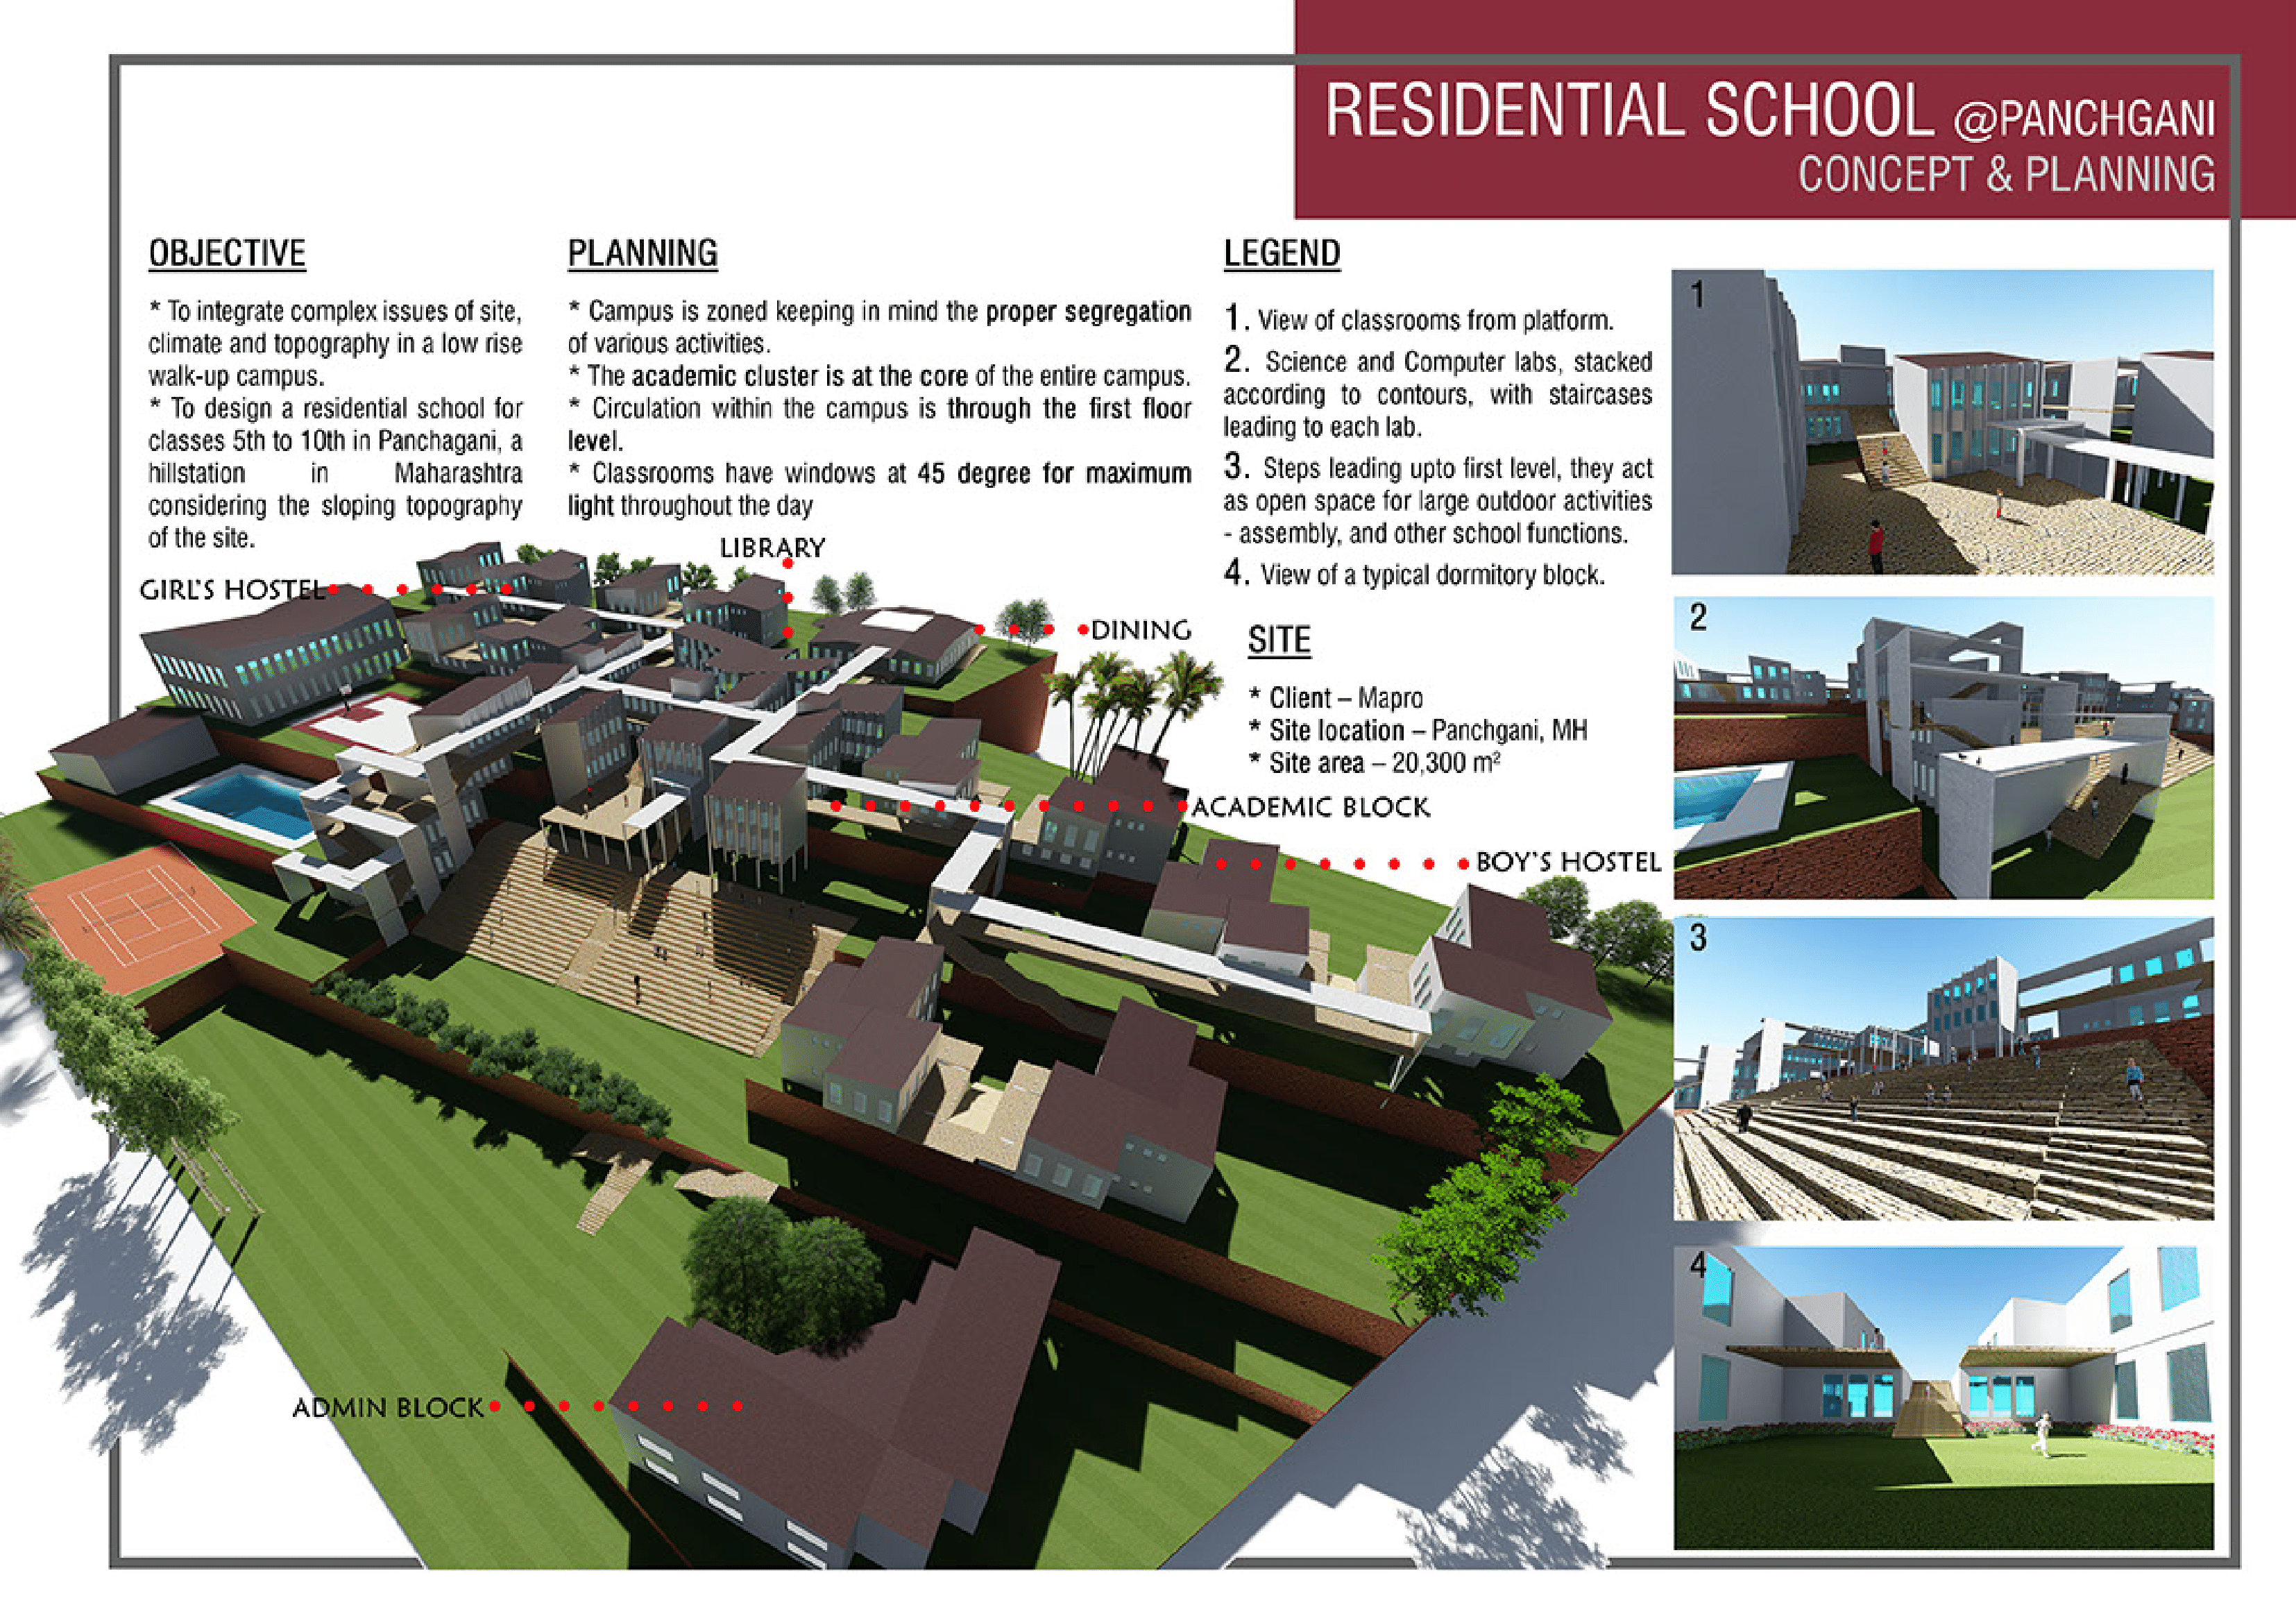 RESIDENTIAL SCHOOL @PANCHGANI
CONCEPT & PLANNING
OBJECTIVE
* To integrate complex issues of site,
climate and topography in a low rise
walk-up campus.
* To design a residential school for
classes 5th to 10th in Panchagani, a
hillstation in Maharashtra
considering the sloping topography
of the site.
PLANNING
* Campus is zoned keeping in mind the proper segregation
of various activities.
* The academic cluster is at the core of the entire campus.
* Circulation within the campus is through the first floor
level.
* Classrooms have windows at 45 degree for maximum
light throughout the day
LEGEND
1. View of classrooms from platform.
2. Science and Computer labs, stacked
according to contours, with staircases
leading to each lab.
3. Steps leading upto first level, they act
as open space for large outdoor activities
- assembly, and other school functions.
4. View of a typical dormitory block.
SITE
* Client – Mapro
* Site location – Panchgani, MH
* Site area – 20,300 m²
LIBRARY
GIRL'S HOSTEL
DINING
ACADEMIC BLOCK
BOY'S HOSTEL
ADMIN BLOCK
1
2
3
4